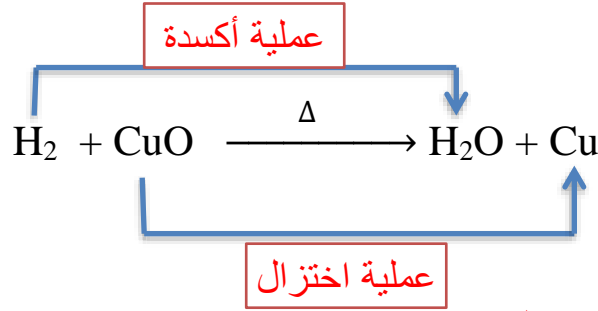 عملية أكسدة
Δ
H₂ + CuO ⟶ H₂O + Cu
عملية اختزال